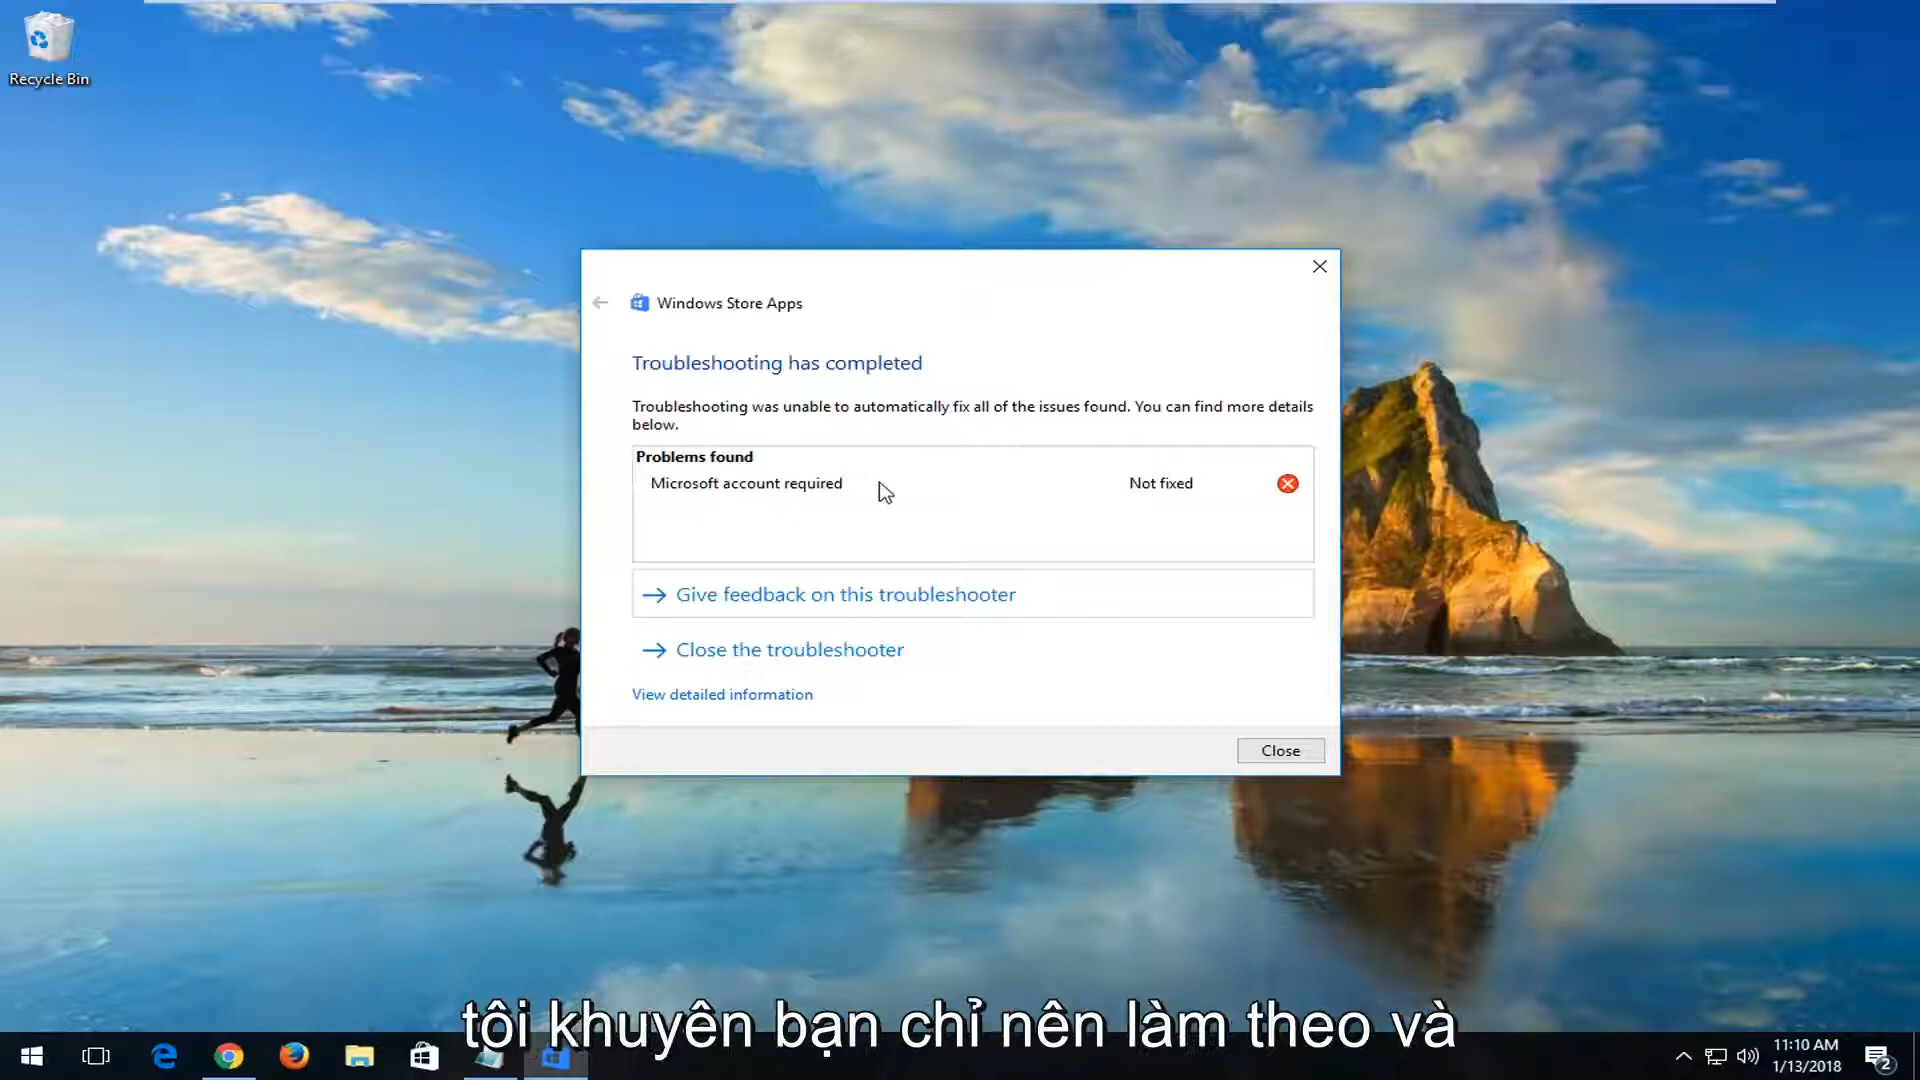 Recycle Bin
Windows Store Apps
Troubleshooting has completed
Troubleshooting was unable to automatically fix all of the issues found. You can find more details
below.
Problems found
Microsoft account required Not fixed
Give feedback on this troubleshooter
Close the troubleshooter
View detailed information
Close
tôi khuyên bạn chỉ nên làm theo và
11:10 AM
1/13/2018
2